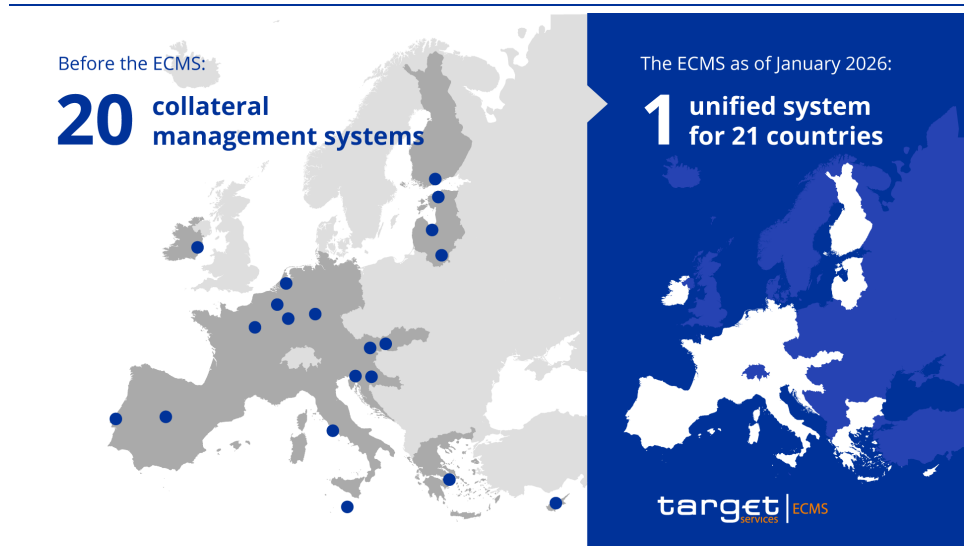 Before the ECMS:
20 collateral
management systems
The ECMS as of January 2026:
1 unified system
for 21 countries
target
services
ECMS